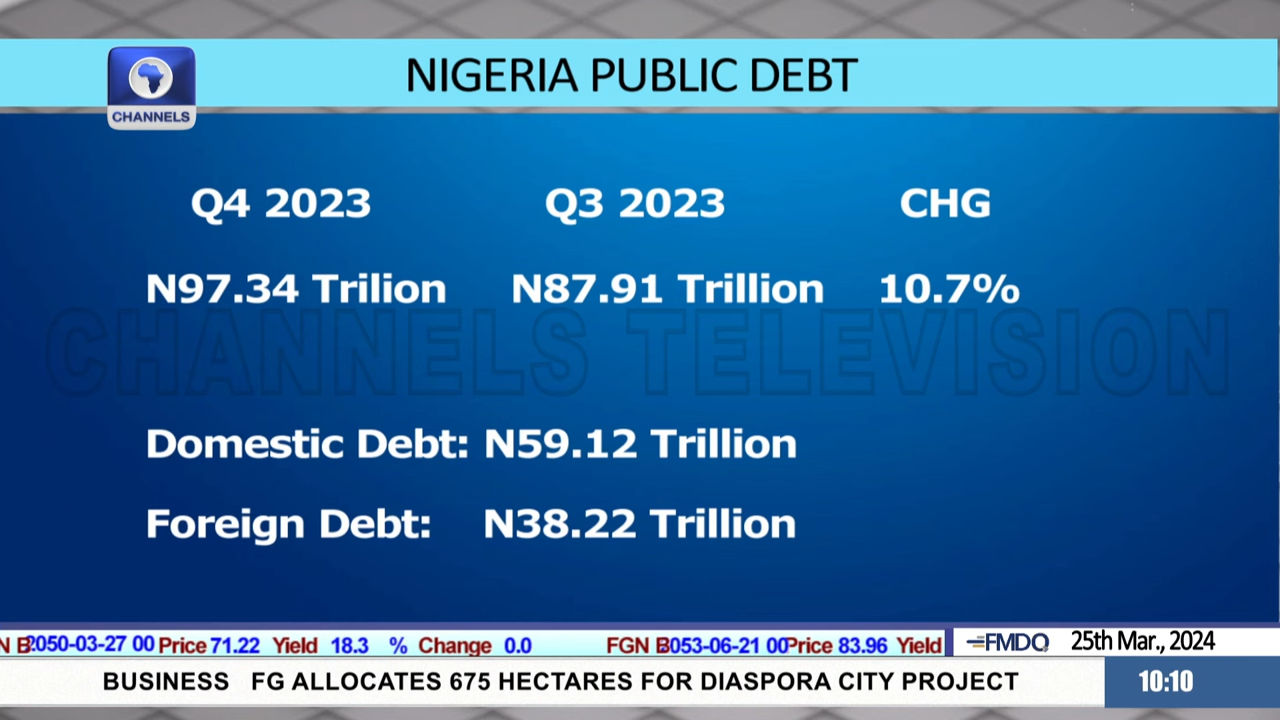 NIGERIA PUBLIC DEBT
CHANNELS
Q4 2023 Q3 2023 CHG
N97.34 Trilion N87.91 Trillion 10.7%
CHANNELS TELEVISION
Domestic Debt: N59.12 Trillion
Foreign Debt: N38.22 Trillion
N B 2050-03-27 00 Price 71.22 Yield 18.3 % Change 0.0 FGN B 053-06-21 00 Price 83.96 Yield FMDQ 25th Mar., 2024
BUSINESS FG ALLOCATES 675 HECTARES FOR DIASPORA CITY PROJECT 10:10